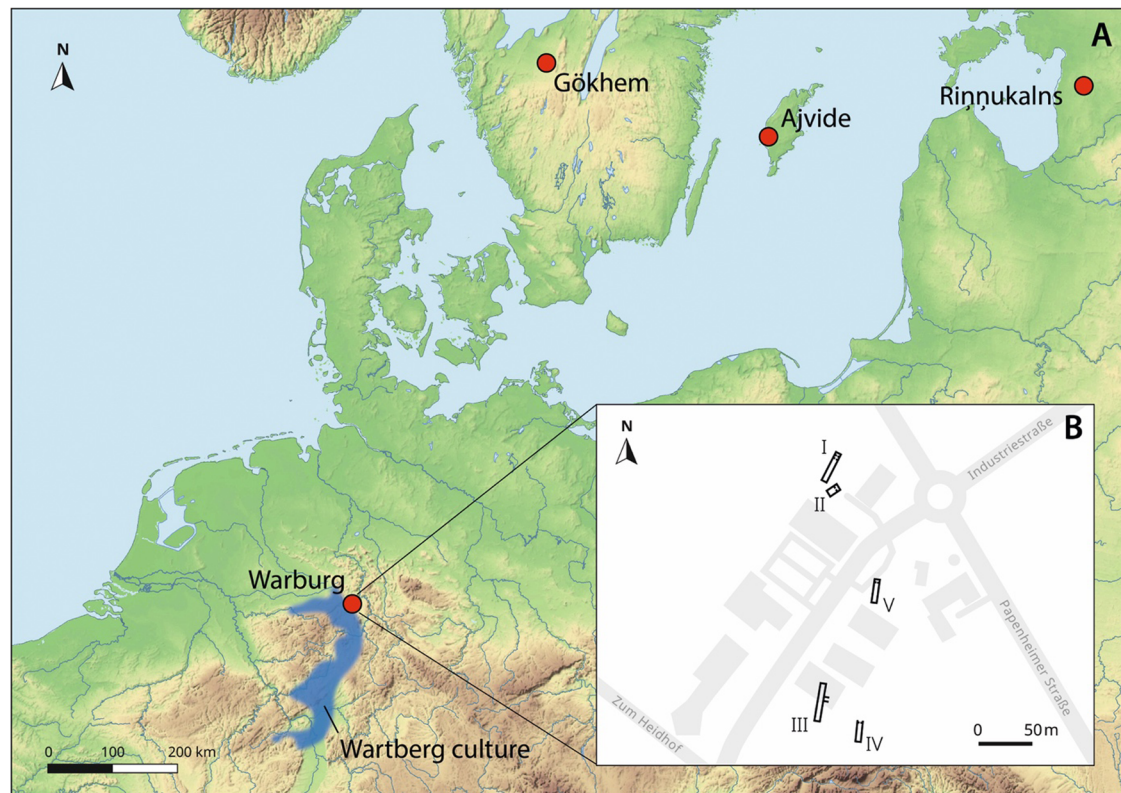 A
N
Gökhem
Ajvide
Riņņukalns
Warburg
Wartberg culture
0 100 200 km
B
N
I
II
V
III
IV
Industriestraße
Papenheimer Straße
Zum Heidhof
0 50 m